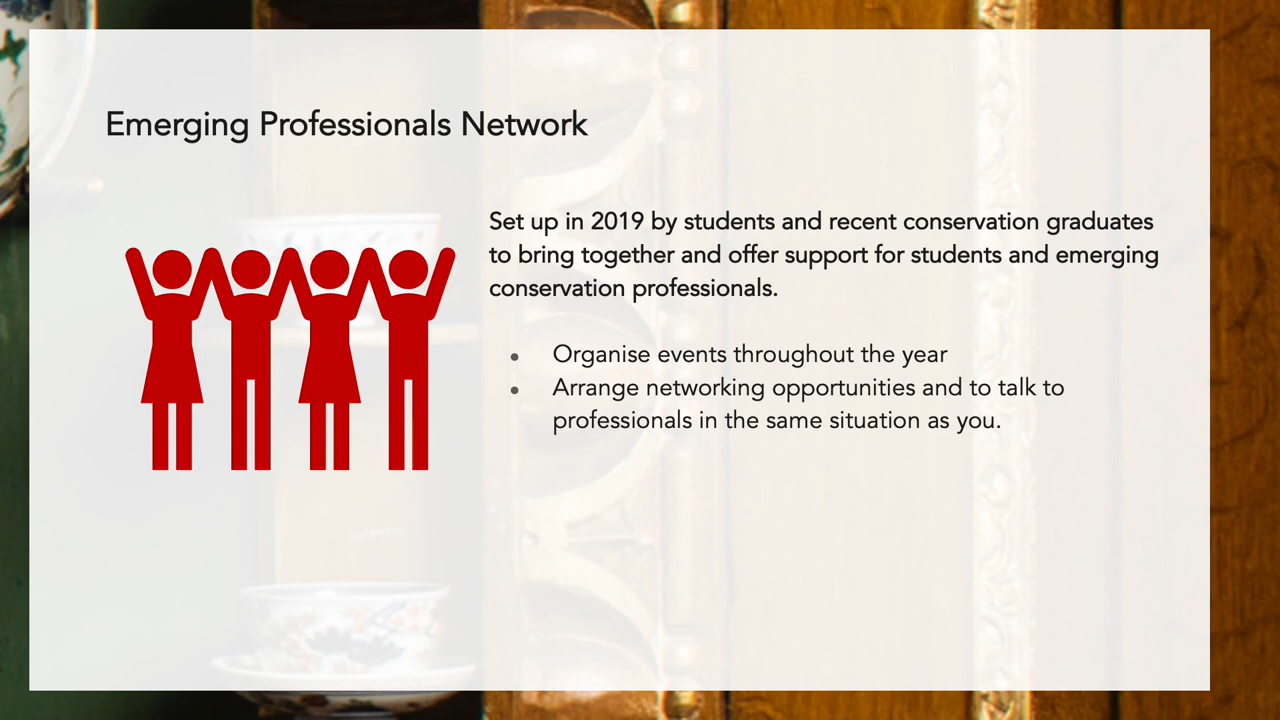 Emerging Professionals Network
Set up in 2019 by students and recent conservation graduates
to bring together and offer support for students and emerging
conservation professionals.
● Organise events throughout the year
● Arrange networking opportunities and to talk to
professionals in the same situation as you.